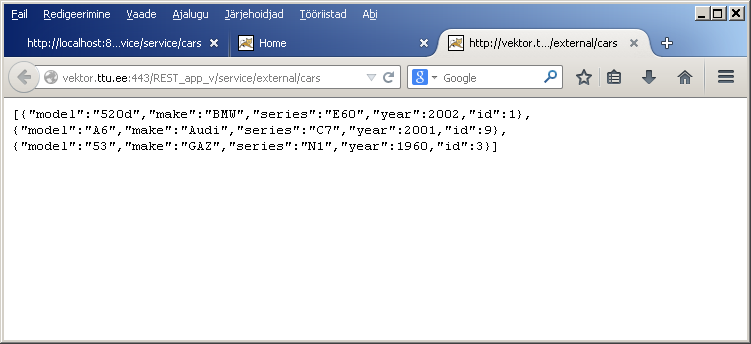 Fail Redigeerimine Vaade Ajalugu Järjehoidjad Tööriistad Abi
http://localhost:8...vice/service/cars Home http://vektor.t.../external/cars
vektor.ttu.ee:443/REST_app_v/service/external/cars Google
[{"model":"520d","make":"BMW","series":"E60","year":2002,"id":1},
{"model":"A6","make":"Audi","series":"C7","year":2001,"id":9},
{"model":"53","make":"GAZ","series":"N1","year":1960,"id":3}]